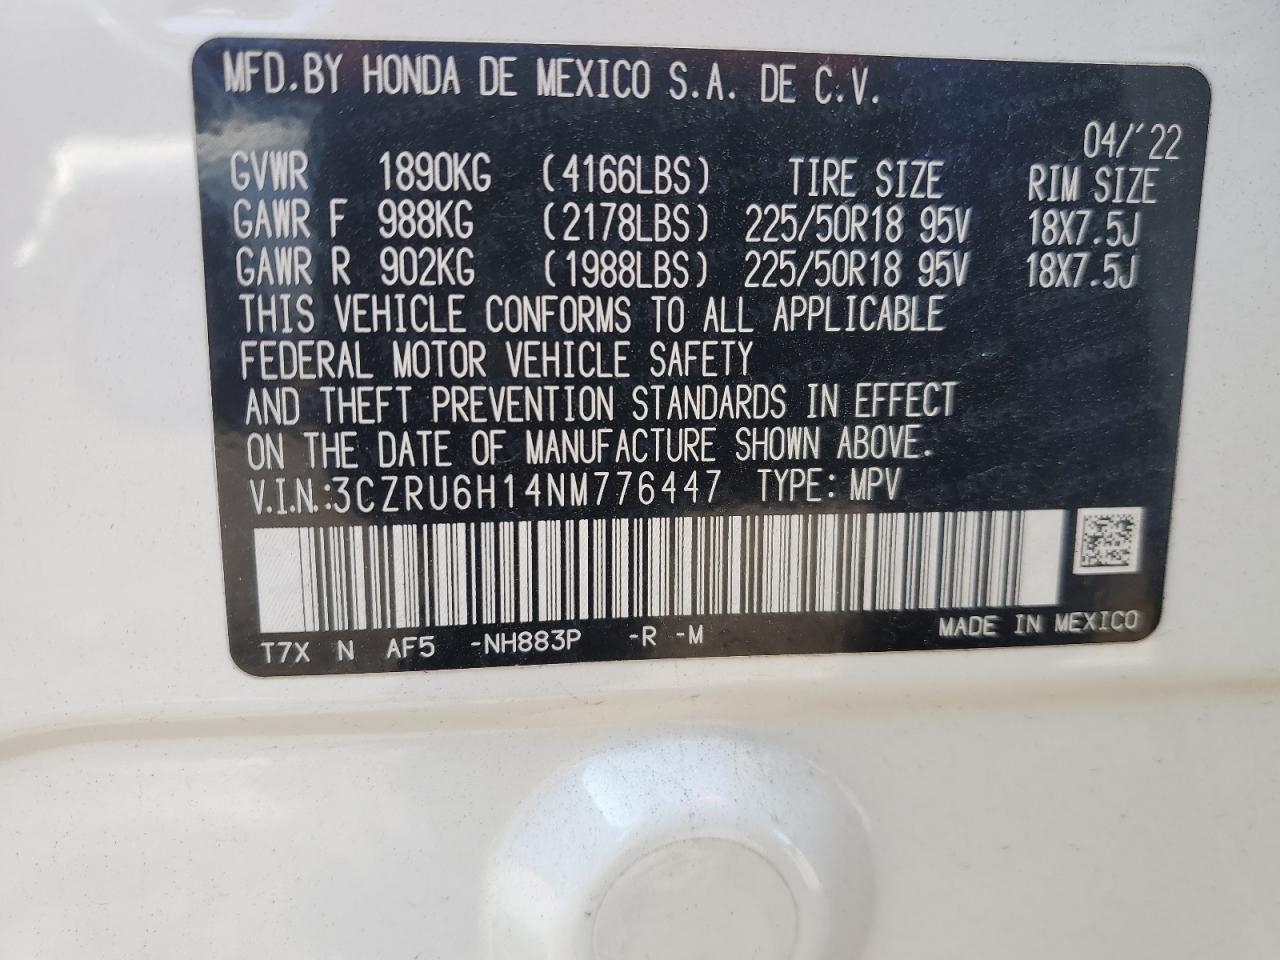 MFD.BY HONDA DE MEXICO S.A. DE C.V.
04/'22
GVWR 1890KG (4166LBS) TIRE SIZE RIM SIZE
GAWR F 988KG (2178LBS) 225/50R18 95V 18X7.5J
GAWR R 902KG (1988LBS) 225/50R18 95V 18X7.5J
THIS VEHICLE CONFORMS TO ALL APPLICABLE
FEDERAL MOTOR VEHICLE SAFETY
AND THEFT PREVENTION STANDARDS IN EFFECT
ON THE DATE OF MANUFACTURE SHOWN ABOVE.
V.I.N.:3CZRU6H14NM776447 TYPE: MPV
T7X N AF5 -NH883P -R -M MADE IN MEXICO